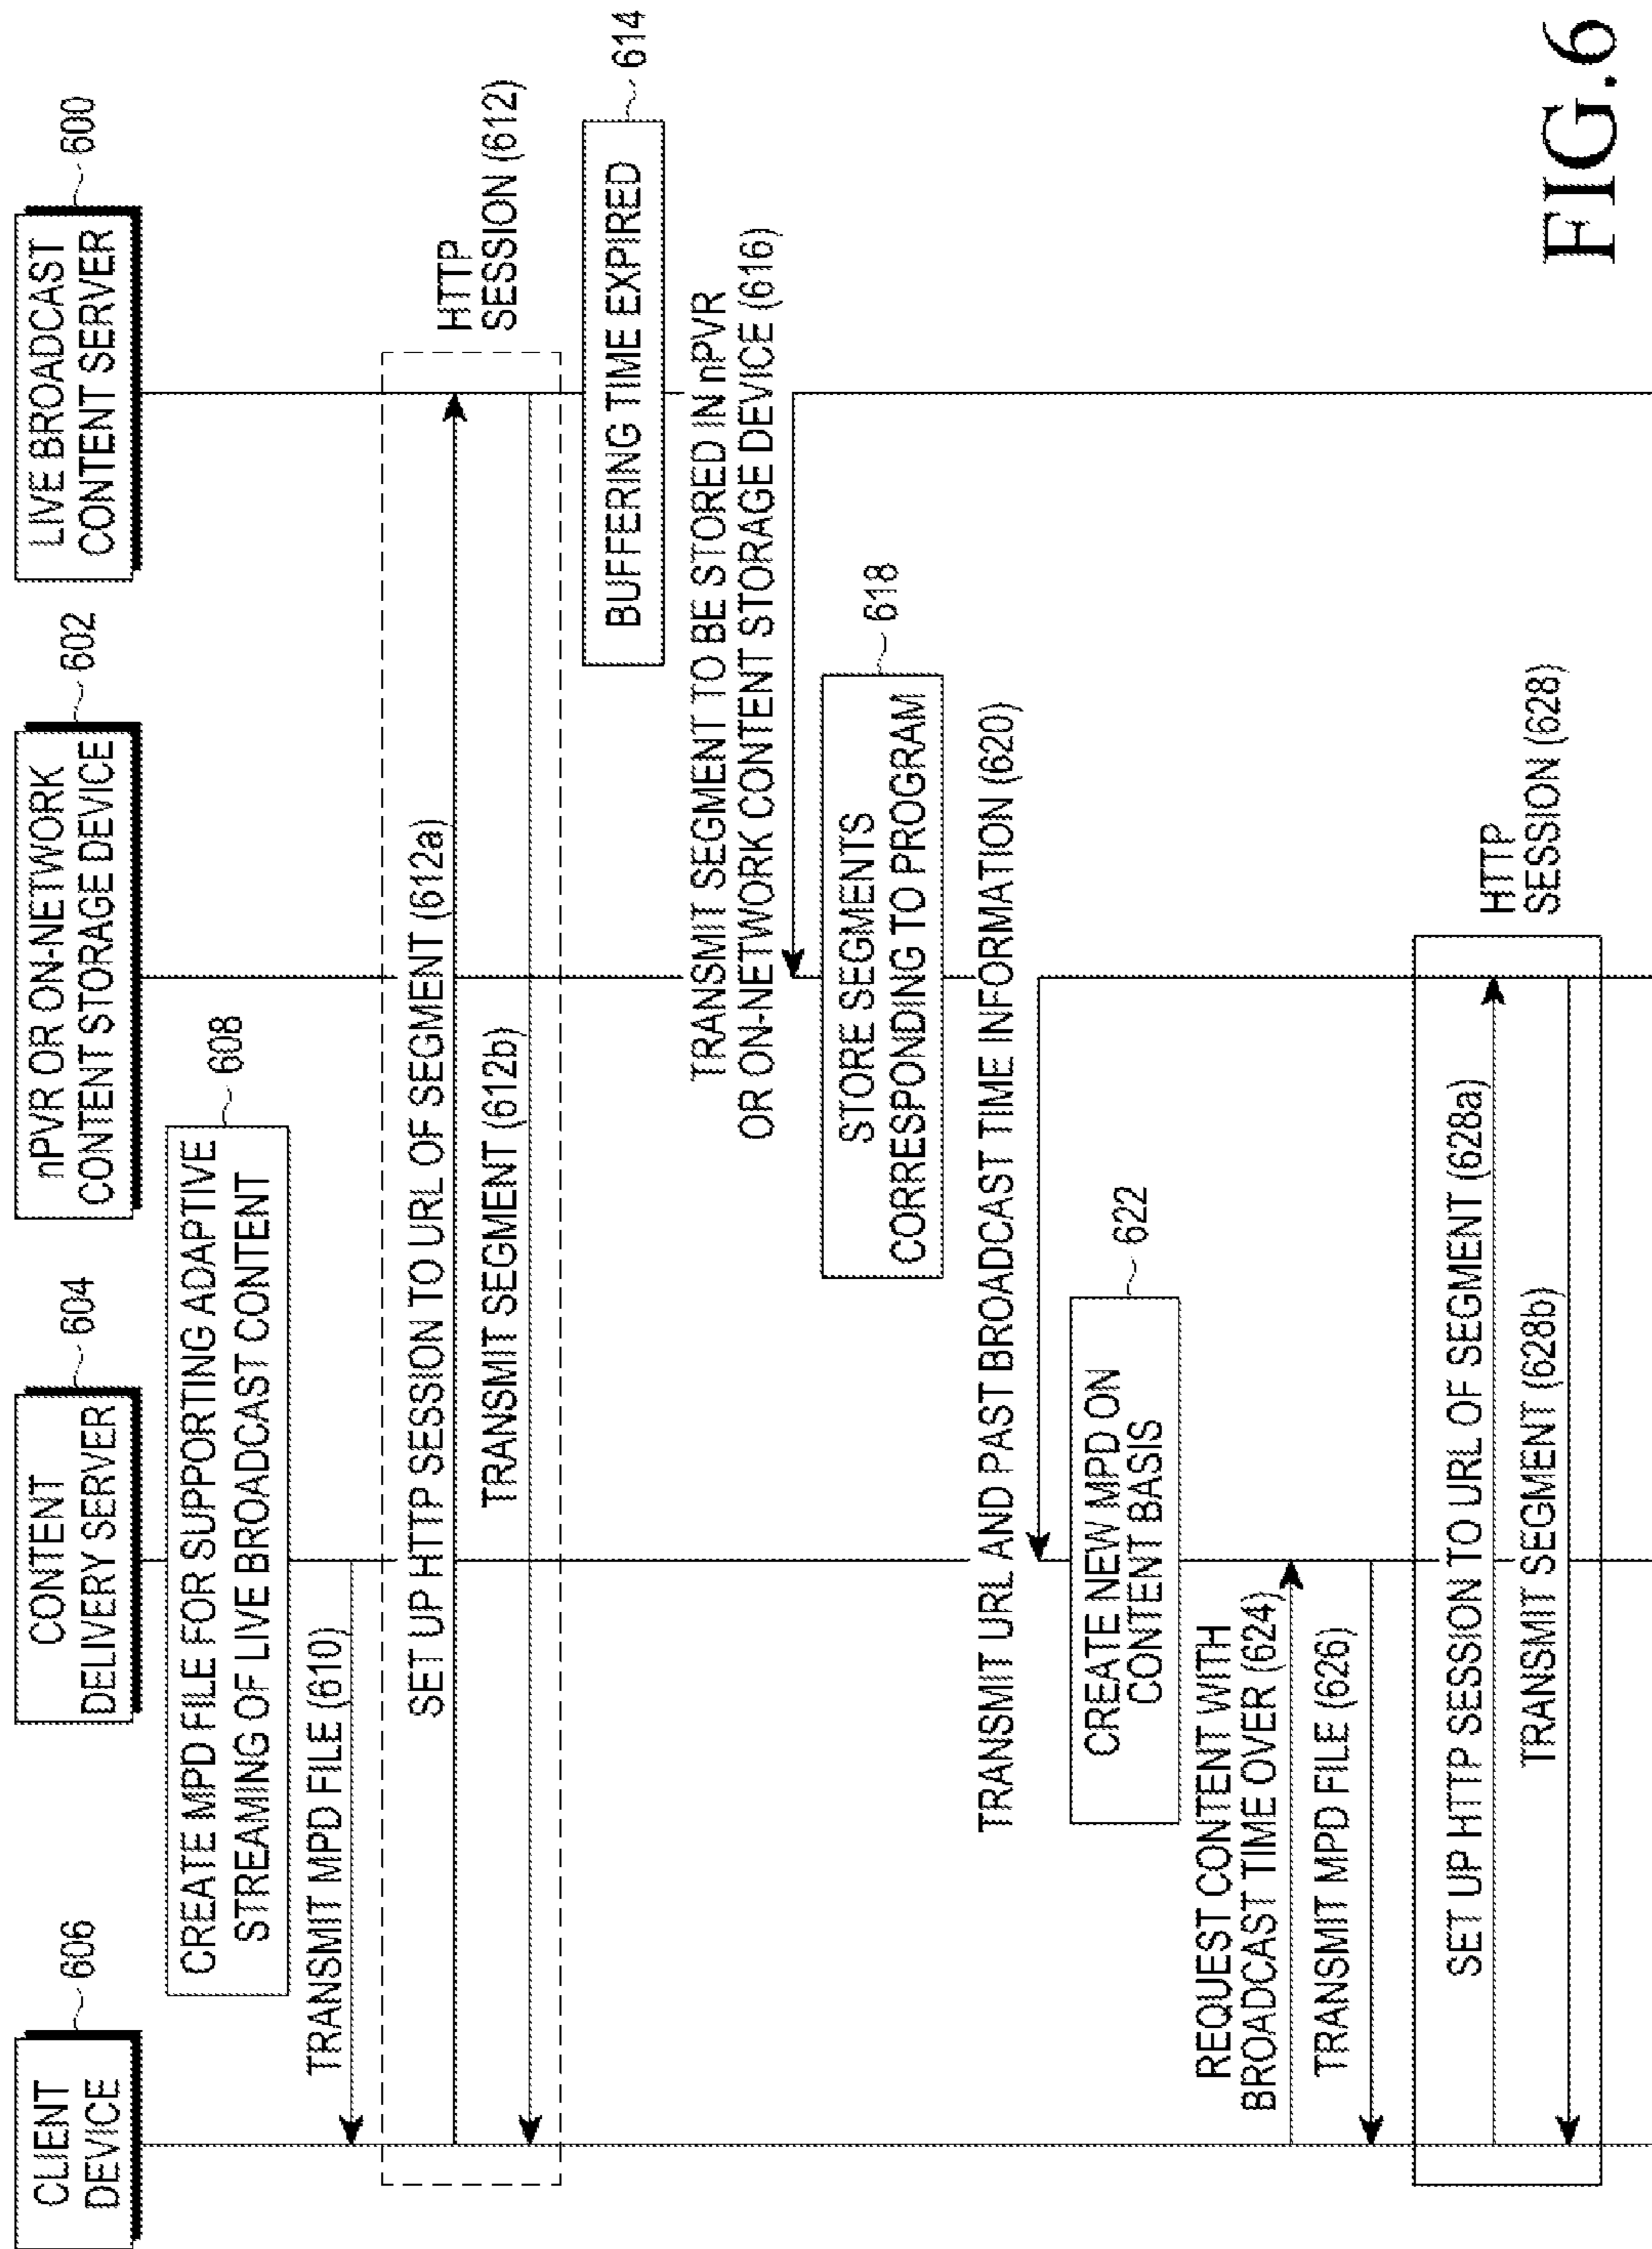 CLIENT
DEVICE
606
CONTENT
DELIVERY SERVER
604
nPVR OR ON-NETWORK
CONTENT STORAGE DEVICE
602
LIVE BROADCAST
CONTENT SERVER
600
CREATE MPD FILE FOR SUPPORTING ADAPTIVE
STREAMING OF LIVE BROADCAST CONTENT
608
TRANSMIT MPD FILE (610)
SET UP HTTP SESSION TO URL OF SEGMENT (612a)
HTTP
SESSION (612)
TRANSMIT SEGMENT (612b)
BUFFERING TIME EXPIRED
614
TRANSMIT SEGMENT TO BE STORED IN nPVR
OR ON-NETWORK CONTENT STORAGE DEVICE (616)
STORE SEGMENTS
CORRESPONDING TO PROGRAM
618
TRANSMIT URL AND PAST BROADCAST TIME INFORMATION (620)
CREATE NEW MPD ON
CONTENT BASIS
622
REQUEST CONTENT WITH
BROADCAST TIME OVER (624)
TRANSMIT MPD FILE (626)
SET UP HTTP SESSION TO URL OF SEGMENT (628a)
HTTP
SESSION (628)
TRANSMIT SEGMENT (628b)
FIG.6